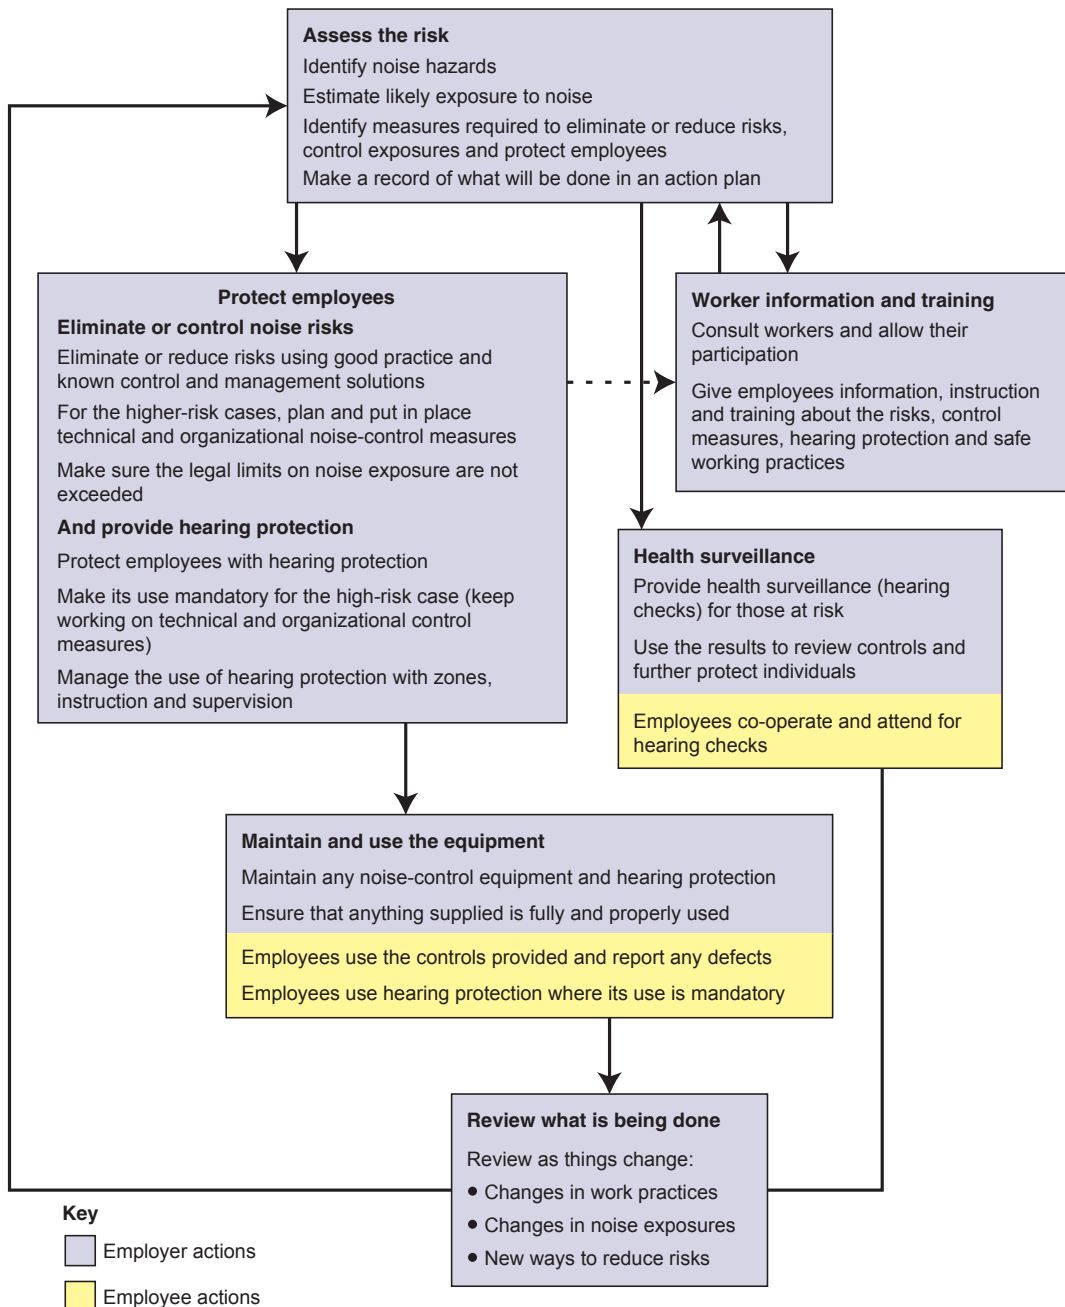 Assess the risk
Identify noise hazards
Estimate likely exposure to noise
Identify measures required to eliminate or reduce risks,
control exposures and protect employees
Make a record of what will be done in an action plan
Protect employees
Eliminate or control noise risks
Eliminate or reduce risks using good practice and
known control and management solutions
For the higher-risk cases, plan and put in place
technical and organizational noise-control measures
Make sure the legal limits on noise exposure are not
exceeded
And provide hearing protection
Protect employees with hearing protection
Make its use mandatory for the high-risk case (keep
working on technical and organizational control
measures)
Manage the use of hearing protection with zones,
instruction and supervision
Worker information and training
Consult workers and allow their
participation
Give employees information, instruction
and training about the risks, control
measures, hearing protection and safe
working practices
Health surveillance
Provide health surveillance (hearing
checks) for those at risk
Use the results to review controls and
further protect individuals
Employees co-operate and attend for
hearing checks
Maintain and use the equipment
Maintain any noise-control equipment and hearing protection
Ensure that anything supplied is fully and properly used
Employees use the controls provided and report any defects
Employees use hearing protection where its use is mandatory
Review what is being done
Review as things change:
• Changes in work practices
• Changes in noise exposures
• New ways to reduce risks
Key
Employer actions
Employee actions